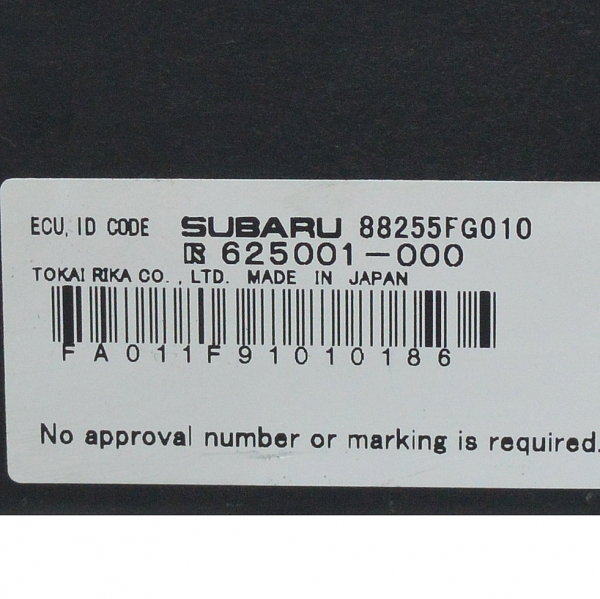 ECU, ID CODE SUBARU 88255FG010
R 625001-000
TOKAI RIKA CO., LTD. MADE IN JAPAN
FA011F91010186
No approval number or marking is required.